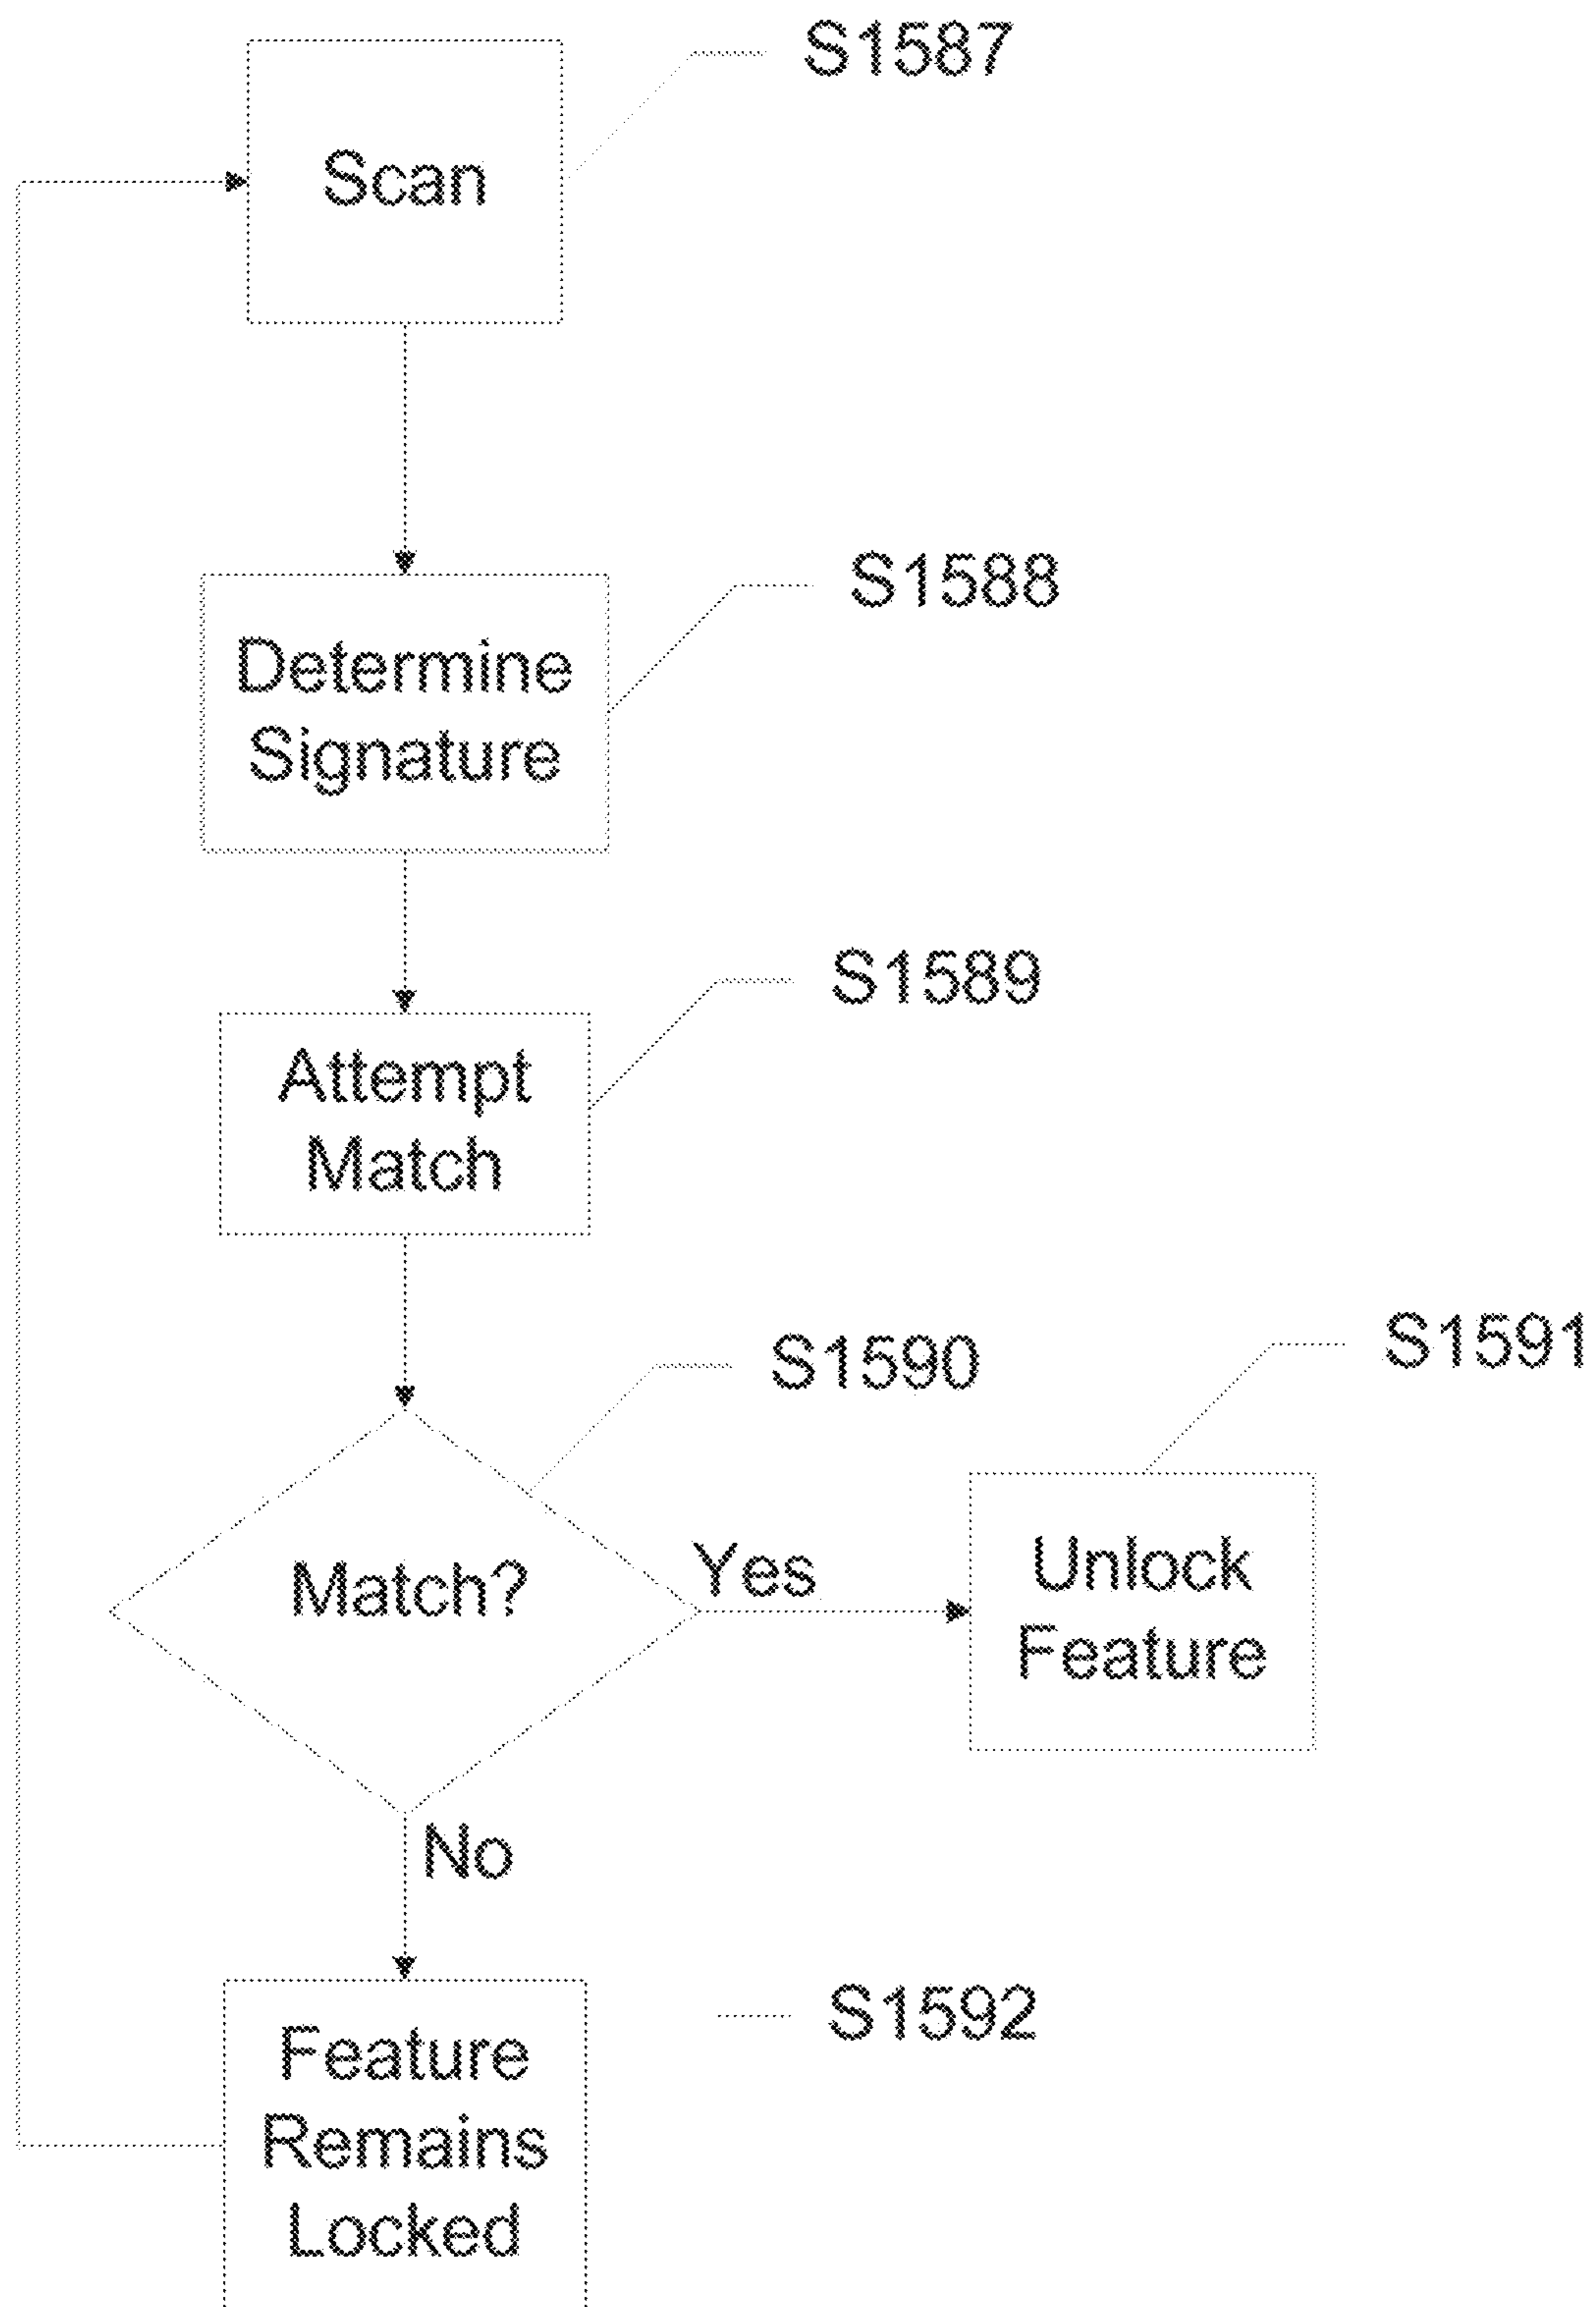 S1587
Scan
S1588
Determine
Signature
S1589
Attempt
Match
S1590
S1591
Match?
Yes
Unlock
Feature
No
S1592
Feature
Remains
Locked